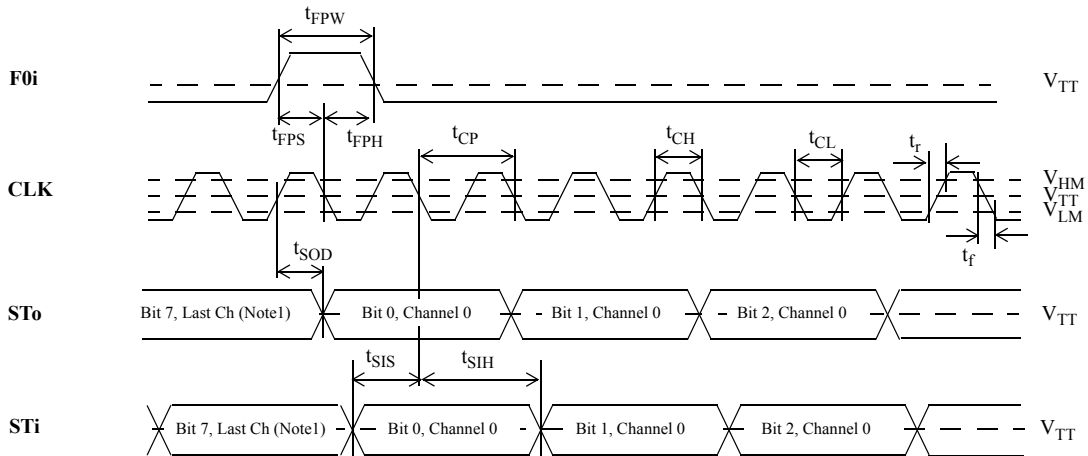 tFPW
F0i
VTT
tFPS
tFPH
tCP
tCH
tCL
tr
CLK
VHM
VTT
VLM
tSOD
tf
STo
Bit 7, Last Ch (Note1)
Bit 0, Channel 0
Bit 1, Channel 0
Bit 2, Channel 0
VTT
tSIS
tSIH
STi
Bit 7, Last Ch (Note1)
Bit 0, Channel 0
Bit 1, Channel 0
Bit 2, Channel 0
VTT